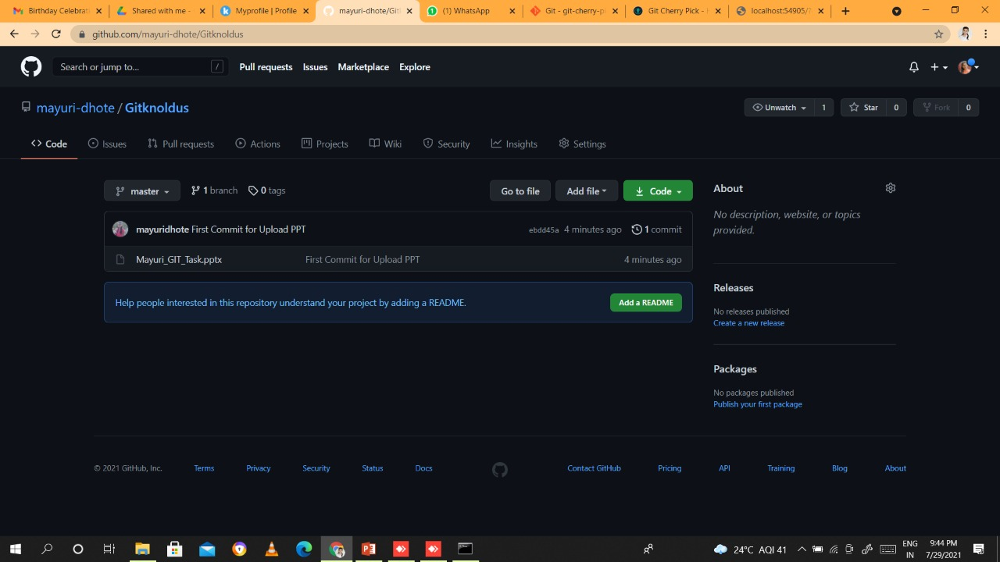 Birthday Celebrat
Shared with me -
Myprofile | Profile
mayuri-dhote/Git
(1) WhatsApp
Git - git-cherry-p
Git Cherry Pick -
localhost:54905/
github.com/mayuri-dhote/Gitknoldus
Search or jump to... /
Pull requests Issues Marketplace Explore
mayuri-dhote / Gitknoldus
Unwatch 1 Star 0 Fork 0
Code Issues Pull requests Actions Projects Wiki Security Insights Settings
master 1 branch 0 tags Go to file Add file Code
mayuridhote First Commit for Upload PPT ebdd45a 4 minutes ago 1 commit
Mayuri_GIT_Task.pptx First Commit for Upload PPT 4 minutes ago
Help people interested in this repository understand your project by adding a README. Add a README
About
No description, website, or topics
provided.
Releases
No releases published
Create a new release
Packages
No packages published
Publish your first package
© 2021 GitHub, Inc. Terms Privacy Security Status Docs Contact GitHub Pricing API Training Blog About
24°C AQI 41
ENG
IN
9:44 PM
7/29/2021